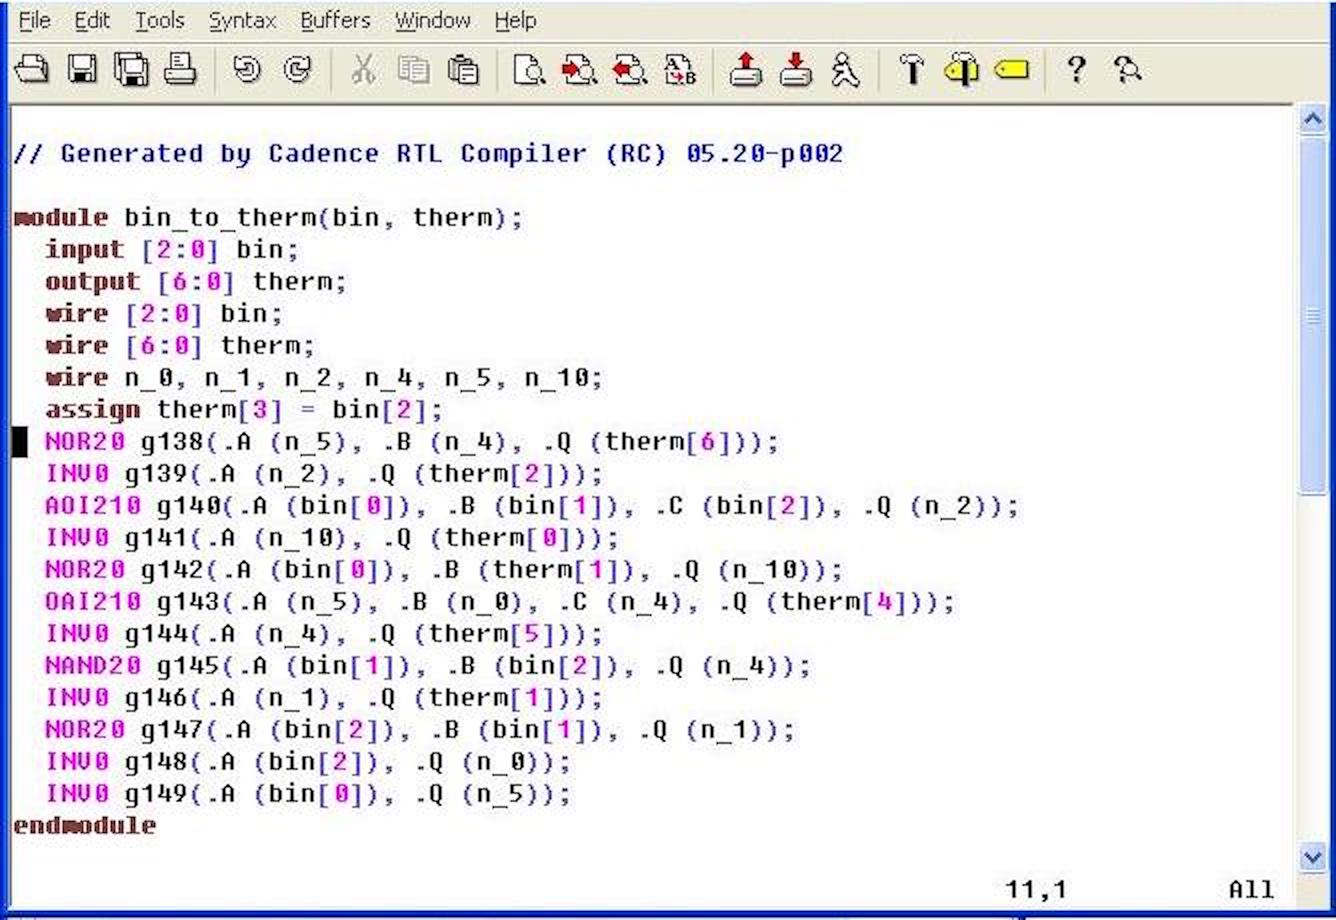 File Edit Tools Syntax Buffers Window Help
// Generated by Cadence RTL Compiler (RC) 05.20-p002
module bin_to_therm(bin, therm);
  input [2:0] bin;
  output [6:0] therm;
  wire [2:0] bin;
  wire [6:0] therm;
  wire n_0, n_1, n_2, n_4, n_5, n_10;
  assign therm[3] = bin[2];
  NOR20 g138(.A (n_5), .B (n_4), .Q (therm[6]));
  INV0 g139(.A (n_2), .Q (therm[2]));
  AOI210 g140(.A (bin[0]), .B (bin[1]), .C (bin[2]), .Q (n_2));
  INV0 g141(.A (n_10), .Q (therm[0]));
  NOR20 g142(.A (bin[0]), .B (therm[1]), .Q (n_10));
  OAI210 g143(.A (n_5), .B (n_0), .C (n_4), .Q (therm[4]));
  INV0 g144(.A (n_4), .Q (therm[5]));
  NAND20 g145(.A (bin[1]), .B (bin[2]), .Q (n_4));
  INV0 g146(.A (n_1), .Q (therm[1]));
  NOR20 g147(.A (bin[2]), .B (bin[1]), .Q (n_1));
  INV0 g148(.A (bin[2]), .Q (n_0));
  INV0 g149(.A (bin[0]), .Q (n_5));
endmodule
11,1 All